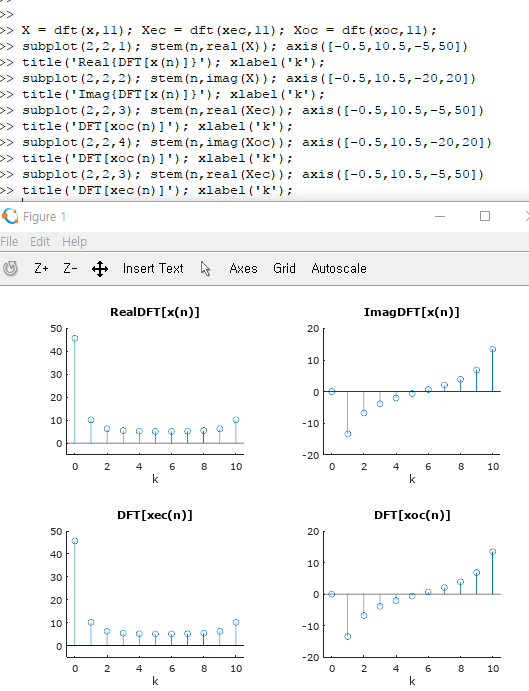 >>
>>
>> X = dft(x,11); Xec = dft(xec,11); Xoc = dft(xoc,11);
>> subplot(2,2,1); stem(n,real(X)); axis([-0.5,10.5,-5,50])
>> title('Real{DFT[x(n)]}'); xlabel('k');
>> subplot(2,2,2); stem(n,imag(X)); axis([-0.5,10.5,-20,20])
>> title('Imag{DFT[x(n)]}'); xlabel('k');
>> subplot(2,2,3); stem(n,real(Xec)); axis([-0.5,10.5,-5,50])
>> title('DFT[xoc(n)]'); xlabel('k');
>> subplot(2,2,4); stem(n,imag(Xoc)); axis([-0.5,10.5,-20,20])
>> title('DFT[xoc(n)]'); xlabel('k');
>> subplot(2,2,3); stem(n,real(Xec)); axis([-0.5,10.5,-5,50])
>> title('DFT[xec(n)]'); xlabel('k');
Figure 1
File Edit Help
Z+ Z- Insert Text Axes Grid Autoscale
RealDFT[x(n)]
50
40
30
20
10
0
0 2 4 6 8 10
k
ImagDFT[x(n)]
20
10
0
-10
-20
0 2 4 6 8 10
k
DFT[xec(n)]
50
40
30
20
10
0
0 2 4 6 8 10
k
DFT[xoc(n)]
20
10
0
-10
-20
0 2 4 6 8 10
k